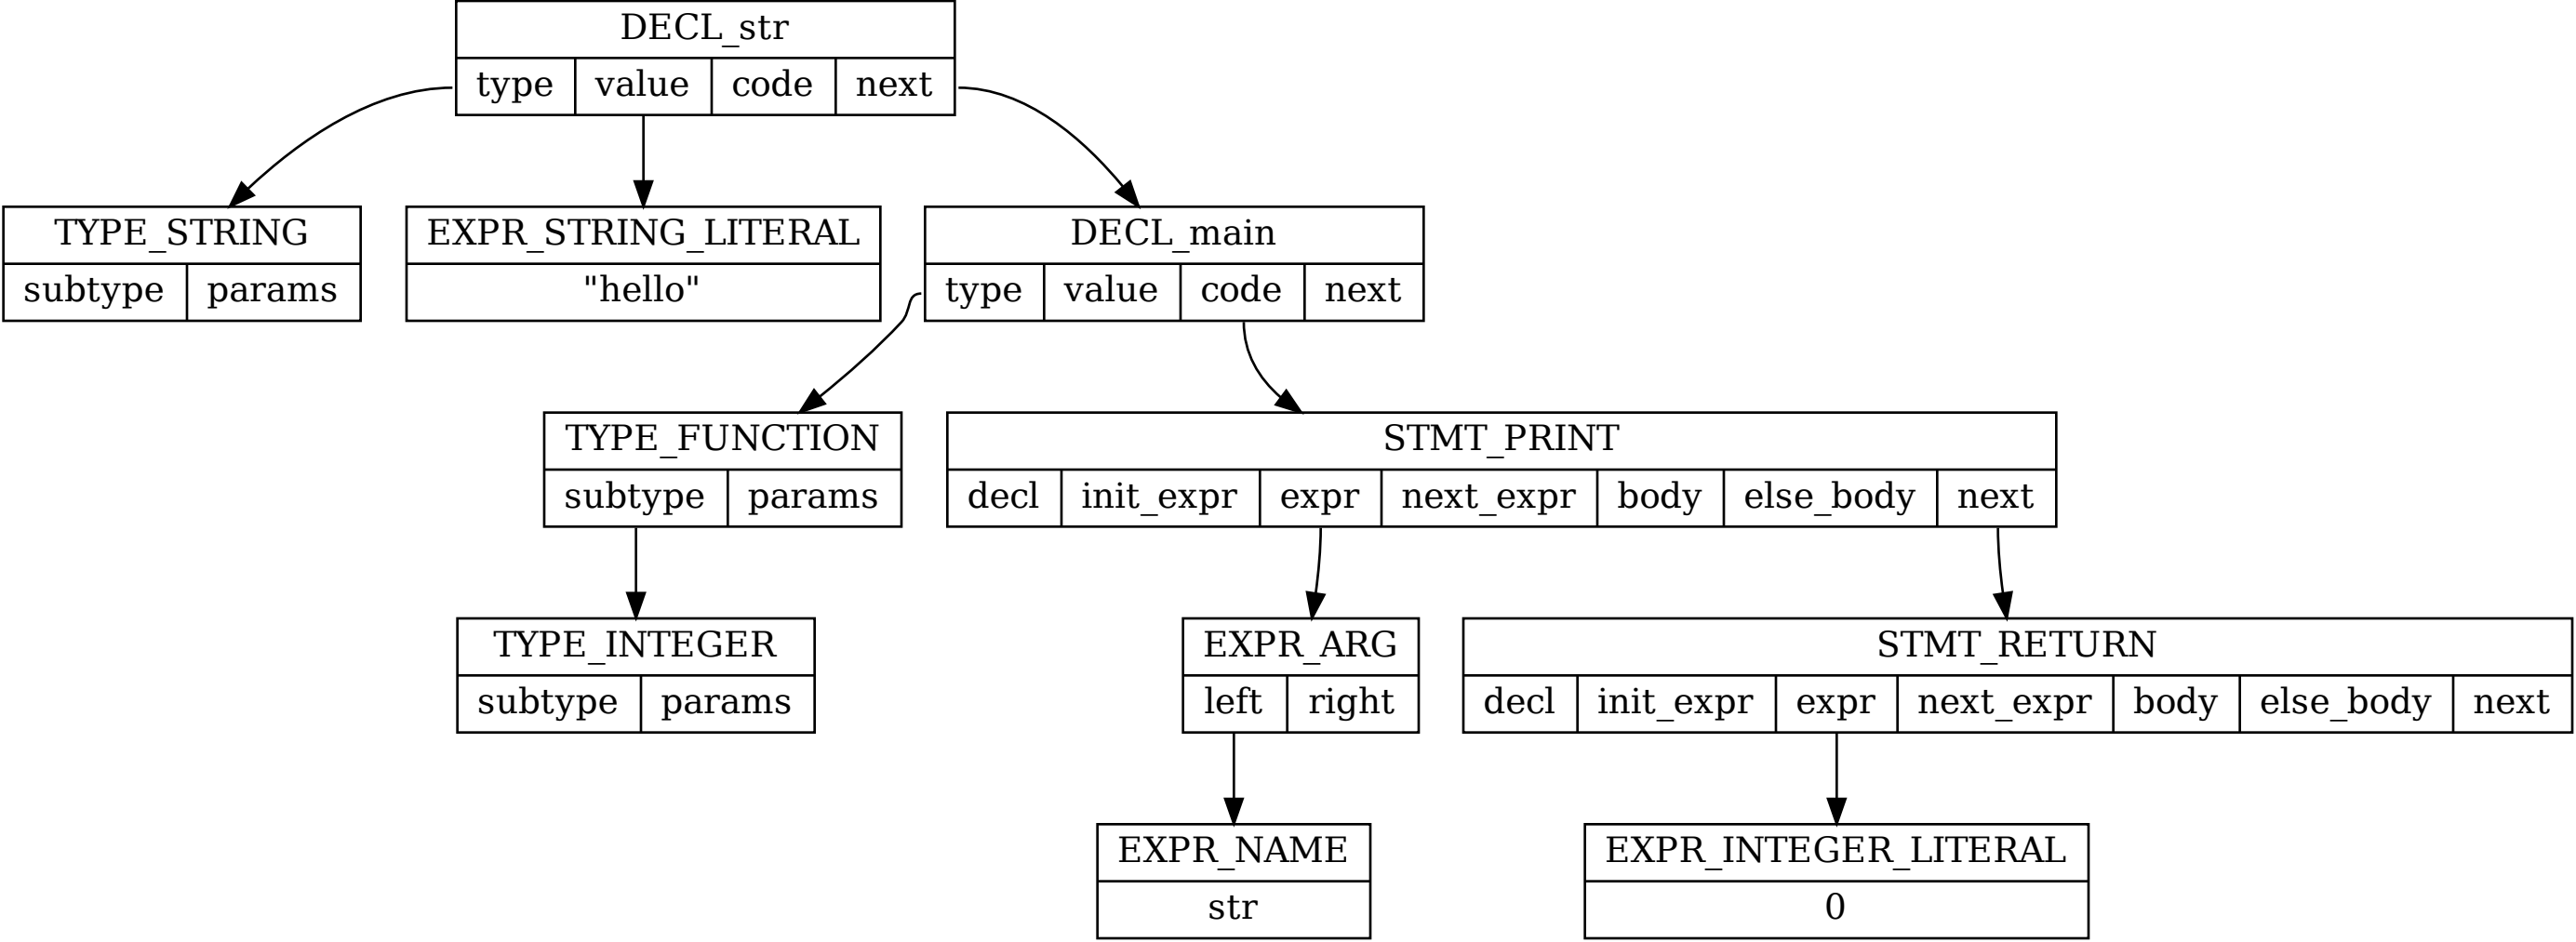 DECL_str
type value code next
TYPE_STRING
subtype params
EXPR_STRING_LITERAL
"hello"
DECL_main
type value code next
TYPE_FUNCTION
subtype params
STMT_PRINT
decl init_expr expr next_expr body else_body next
TYPE_INTEGER
subtype params
EXPR_ARG
left right
STMT_RETURN
decl init_expr expr next_expr body else_body next
EXPR_NAME
str
EXPR_INTEGER_LITERAL
0